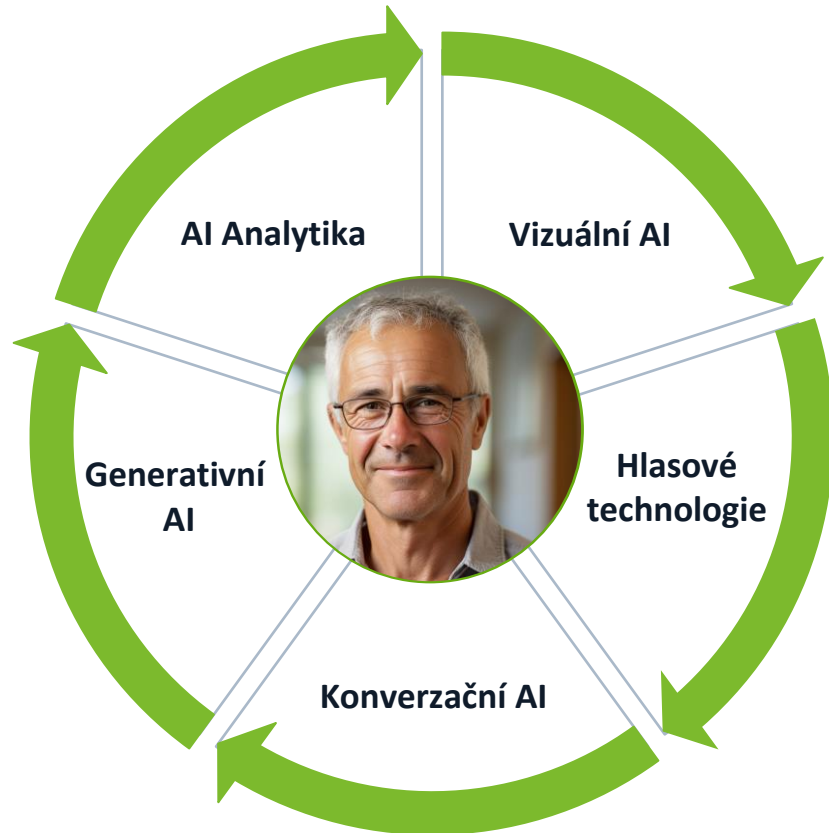 AI Analytika
Vizuální AI
Generativní
AI
Hlasové
technologie
Konverzační AI